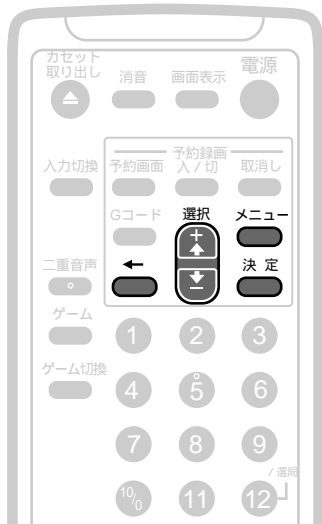 カセット
取り出し
消音
画面表示
電源
入力切換
予約画面
予約録画
入/切
取消し
Gコード
選択
メニュー
+
二重音声
←
−
決 定
ゲーム
1
2
3
ゲーム切換
4
5
6
7
8
9
/選局
10/0
11
12